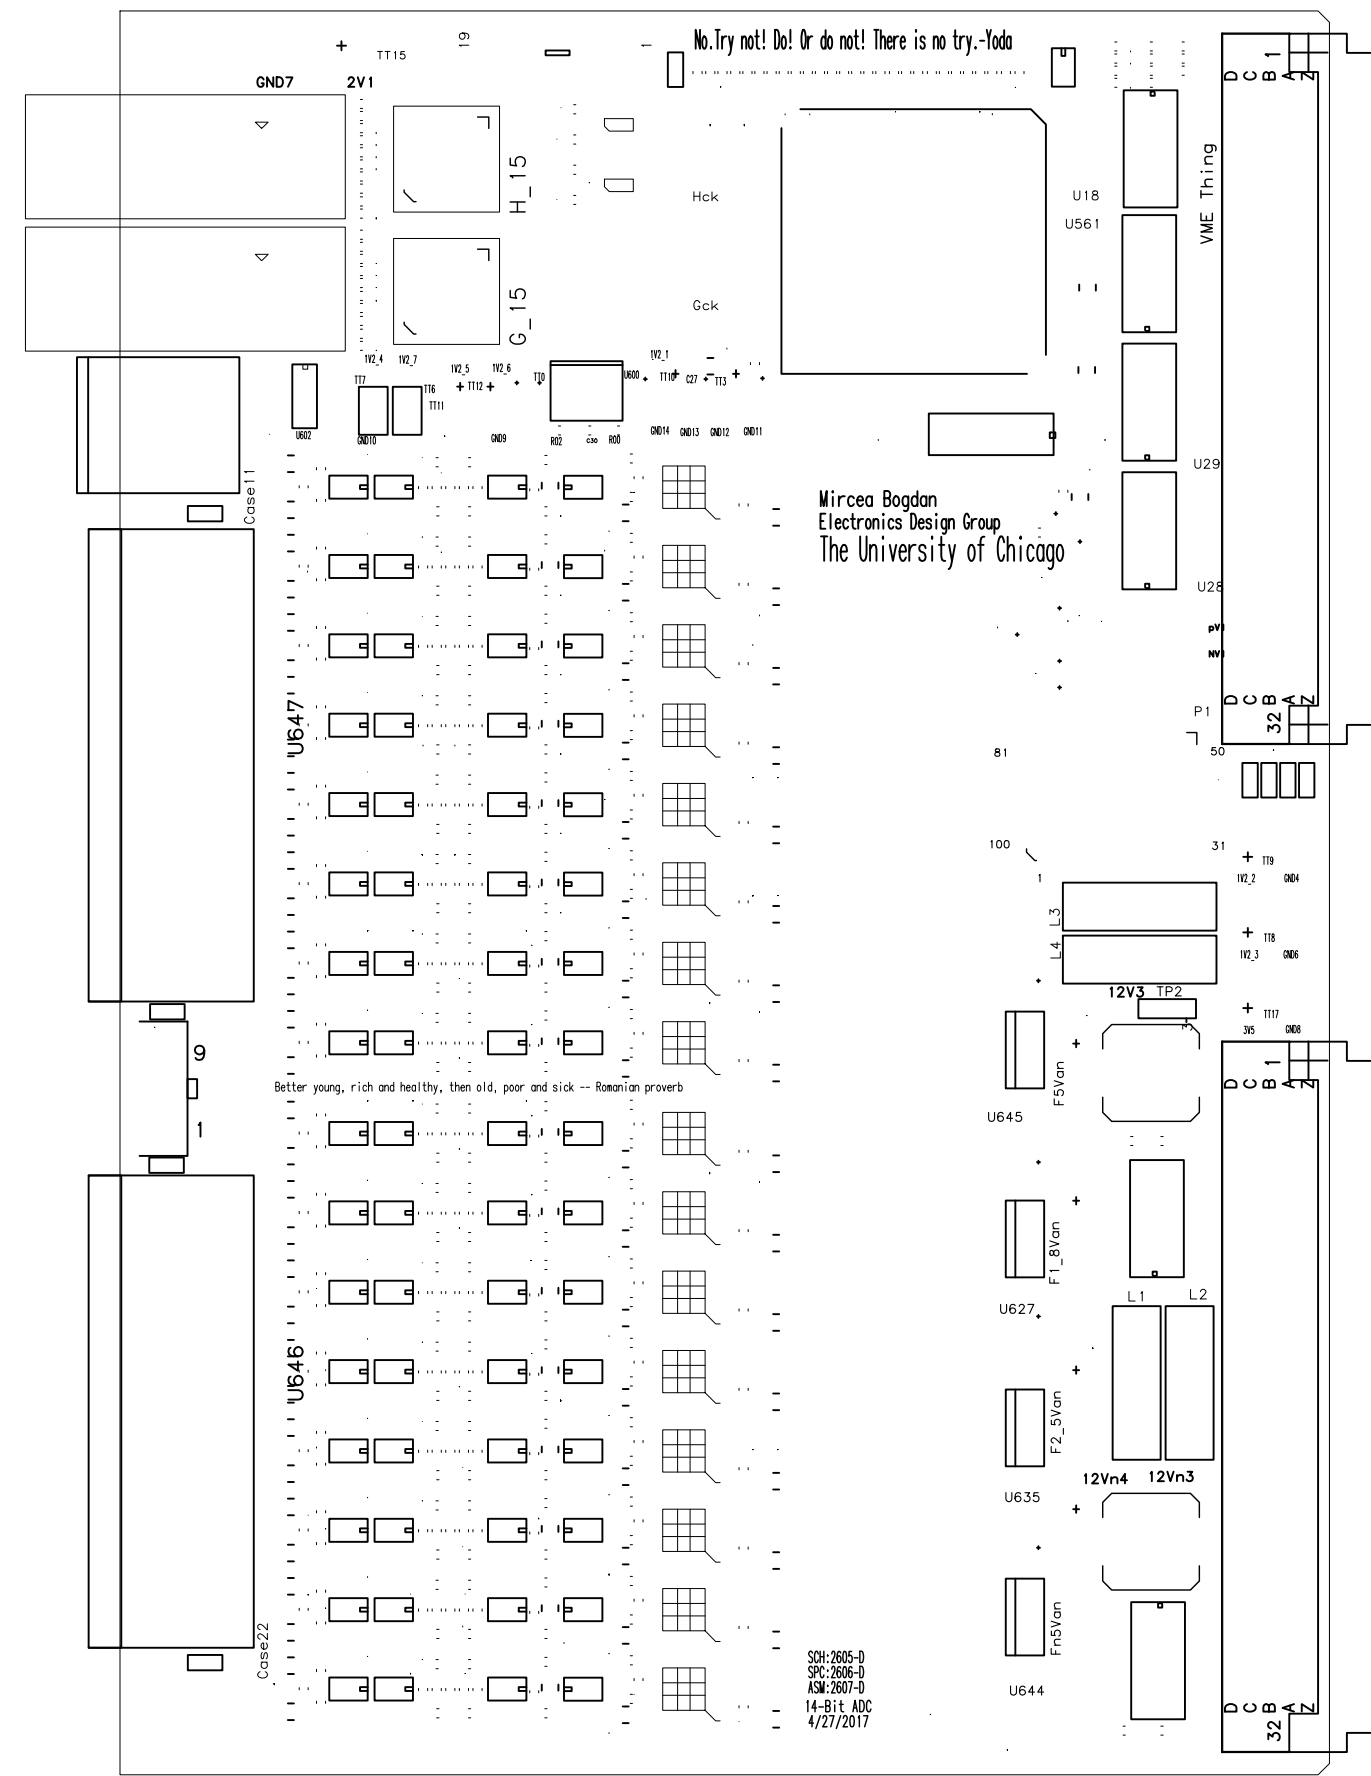 No.Try not! Do! Or do not! There is no try.-Yoda
19
1
TT15
GND7
2V1
D C B A Z
1
H_15
Hck
U18
U561
VME Thing
G_15
Gck
1V2_4
1V2_7
1V2_5
1V2_6
1V2_1
TT7
TT6
TT11
TT12
TT0
U600
TT10
C27
TT3
U602
GND10
GND9
R02
C30
R00
GND14
GND13
GND12
GND11
Case11
U29
Mircea Bogdan
Electronics Design Group
The University of Chicago
U28
pV1
NV1
U647
D C B A Z
32
P1
81
50
100
31
1
TT9
1V2_2
GND4
L3
L4
TT8
1V2_3
GND6
12V3
TP2
3
TT17
3V5
GND8
9
1
D C B A Z
1
F5Van
U645
Better young, rich and healthy, then old, poor and sick -- Romanian proverb
F1_8Van
U627
L1
L2
U646
F2_5Van
12Vn4
12Vn3
U635
Case22
Fn5Van
U644
SCH:2605-D
SPC:2606-D
ASM:2607-D
14-Bit ADC
4/27/2017
D C B A Z
32